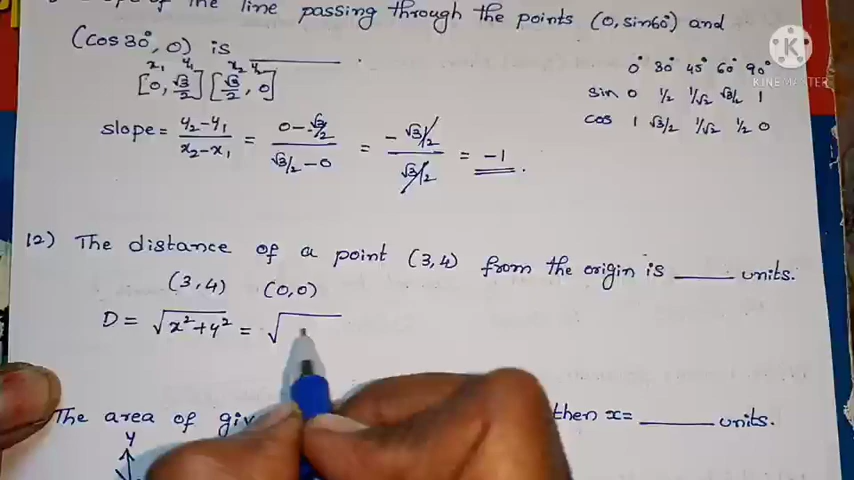 of the line passing through the points (0, sin60°) and
(cos30°, 0) is ______ .
x₁ y₁ x₂ y₂
[0, √3/2] [√3/2, 0]
slope = y₂-y₁/x₂-x₁ = 0-√3/2 / √3/2-0 = -√3/2 / √3/2 = -1 .
0° 30° 45° 60° 90°
sin 0 1/2 1/√2 √3/2 1
cos 1 √3/2 1/√2 1/2 0
KINEMASTER
12) The distance of a point (3,4) from the origin is ______ units.
(3,4) (0,0)
D = √x²+y² = √
The area of then x= ______ units.
y